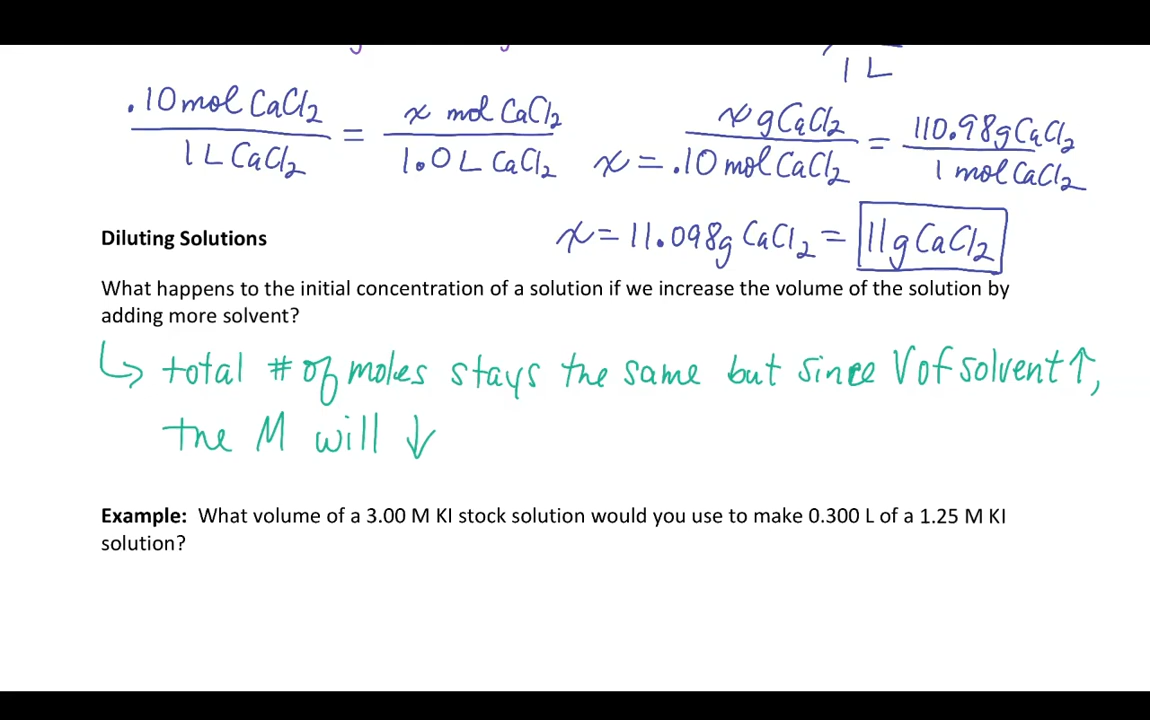 1 L
.10 mol CaCl2 / 1 L CaCl2 = x mol CaCl2 / 1.0 L CaCl2
x = .10 mol CaCl2
x g CaCl2 / .10 mol CaCl2 = 110.98 g CaCl2 / 1 mol CaCl2
x = 11.098 g CaCl2 = 11 g CaCl2
Diluting Solutions
What happens to the initial concentration of a solution if we increase the volume of the solution by
adding more solvent?
↳ total # of moles stays the same but since V of solvent ↑,
the M will ↓
Example: What volume of a 3.00 M KI stock solution would you use to make 0.300 L of a 1.25 M KI
solution?